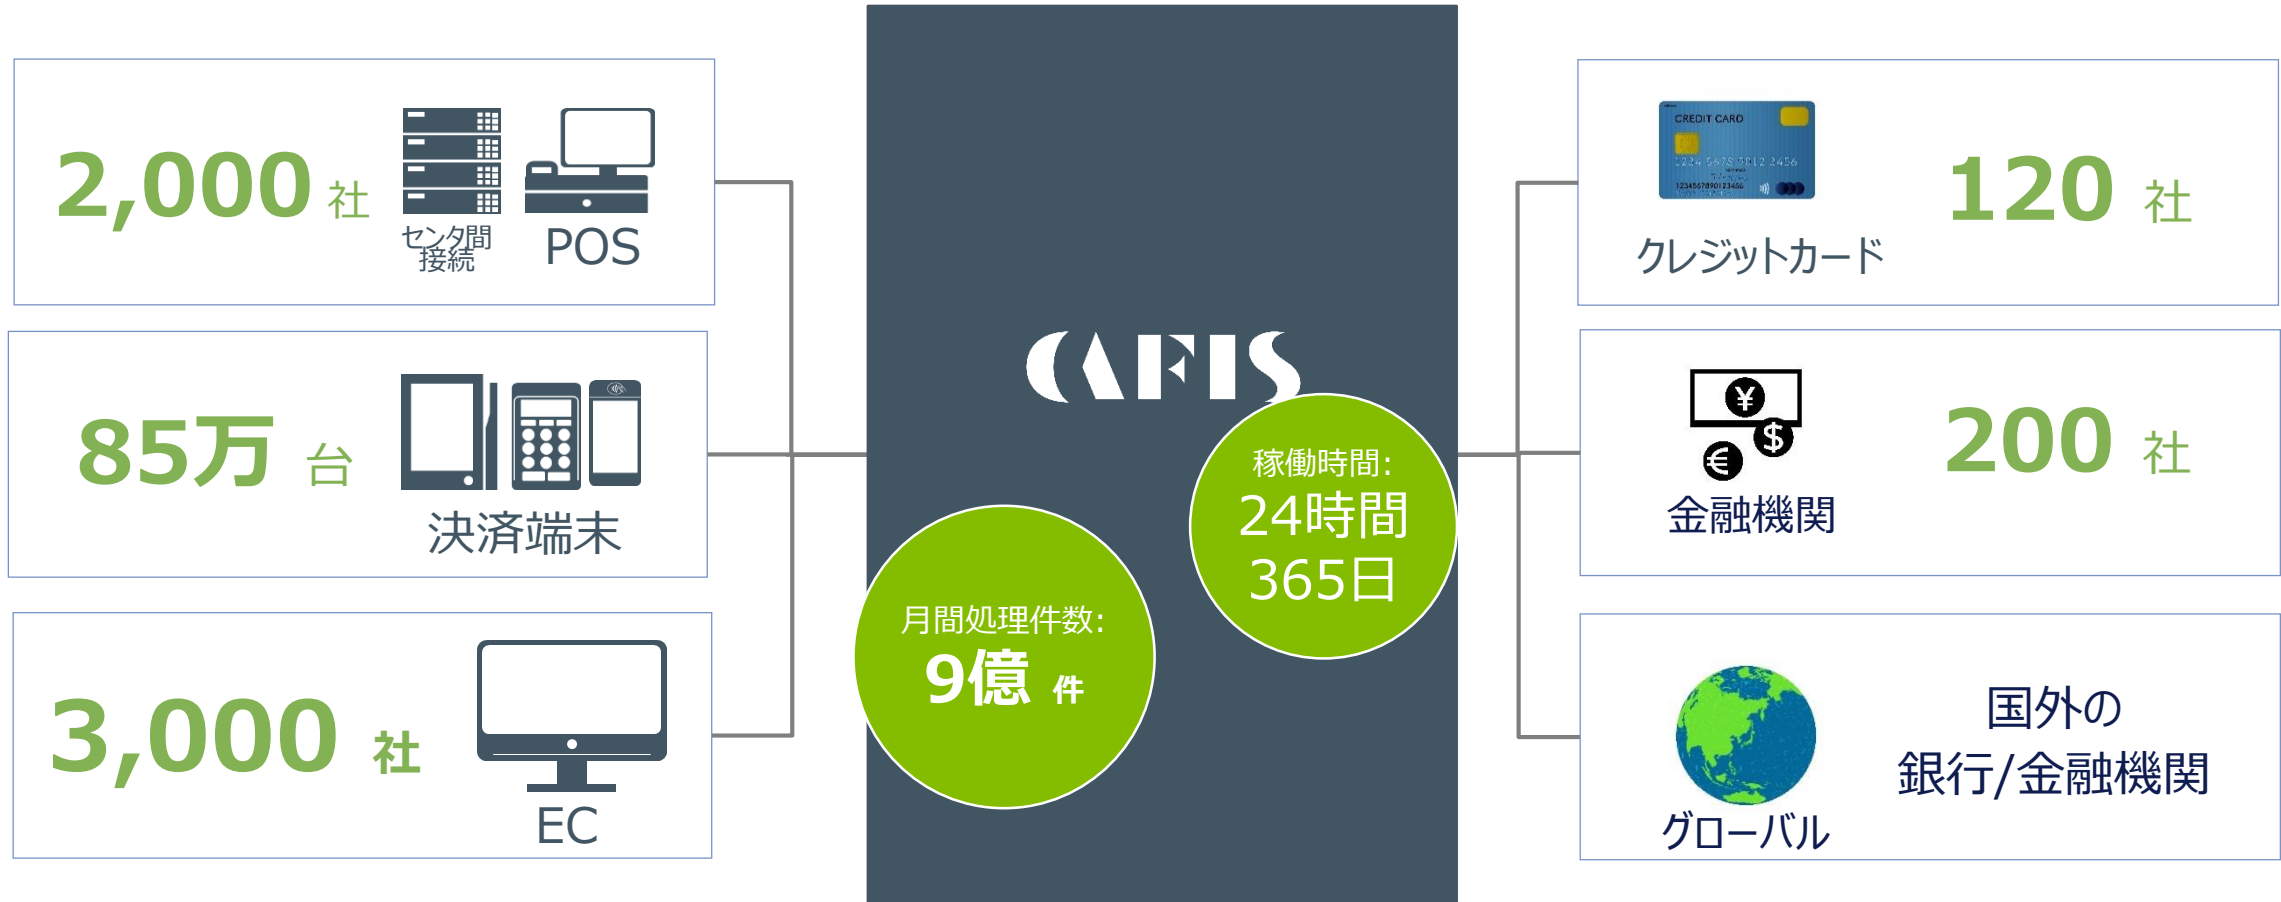 2,000 社
センタ間
接続
POS
85万 台
決済端末
3,000 社
EC
CAFIS
稼働時間:
24時間
365日
月間処理件数:
9億 件
CREDIT CARD
1234567890123456
クレジットカード
120 社
¥
$
€
金融機関
200 社
グローバル
国外の
銀行/金融機関